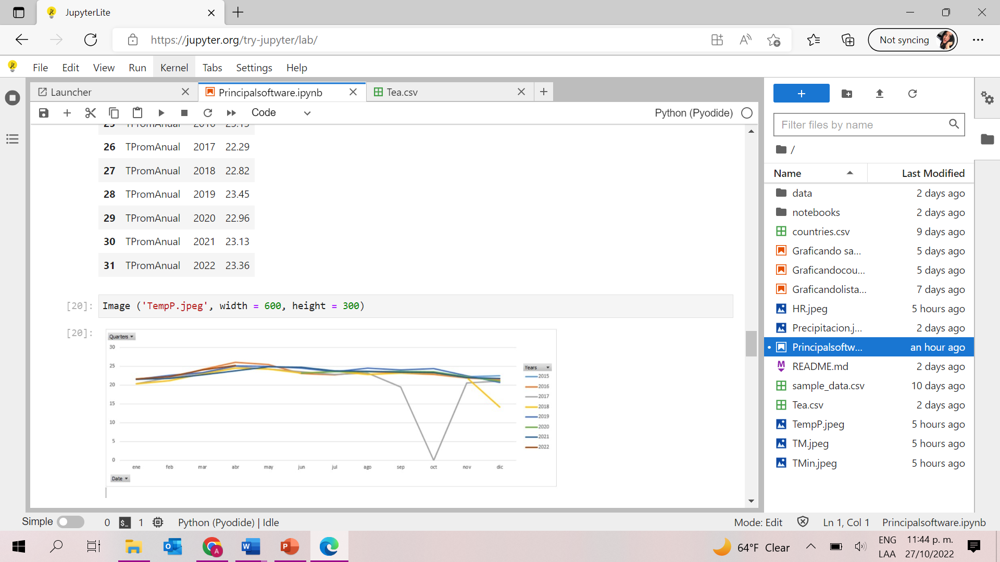 JupyterLite
https://jupyter.org/try-jupyter/lab/
Not syncing
File Edit View Run Kernel Tabs Settings Help
Launcher
Principalsoftware.ipynb
Tea.csv
Code
Python (Pyodide)
26 TPromAnual 2017 22.29
27 TPromAnual 2018 22.82
28 TPromAnual 2019 23.45
29 TPromAnual 2020 22.96
30 TPromAnual 2021 23.13
31 TPromAnual 2022 23.36
[20]: Image ('TempP.jpeg', width = 600, height = 300)
[20]:
Quarters
30
25
20
15
10
5
0
ene feb mar abr may jun jul ago sep oct nov dic
Date
Years
2015
2016
2017
2018
2019
2020
2021
2022
Filter files by name
/
Name Last Modified
data 2 days ago
notebooks 2 days ago
countries.csv 9 days ago
Graficando sa... 5 days ago
Graficandocou... 5 days ago
Graficandolista... 7 days ago
HR.jpeg 5 hours ago
Precipitacion.j... 2 days ago
Principalsoftw... an hour ago
README.md 2 days ago
sample_data.csv 10 days ago
Tea.csv 2 days ago
TempP.jpeg 5 hours ago
TM.jpeg 5 hours ago
TMin.jpeg 5 hours ago
Simple 0 $_ 1 Python (Pyodide) | Idle Mode: Edit Ln 1, Col 1 Principalsoftware.ipynb
64°F Clear
ENG
LAA
11:44 p. m.
27/10/2022